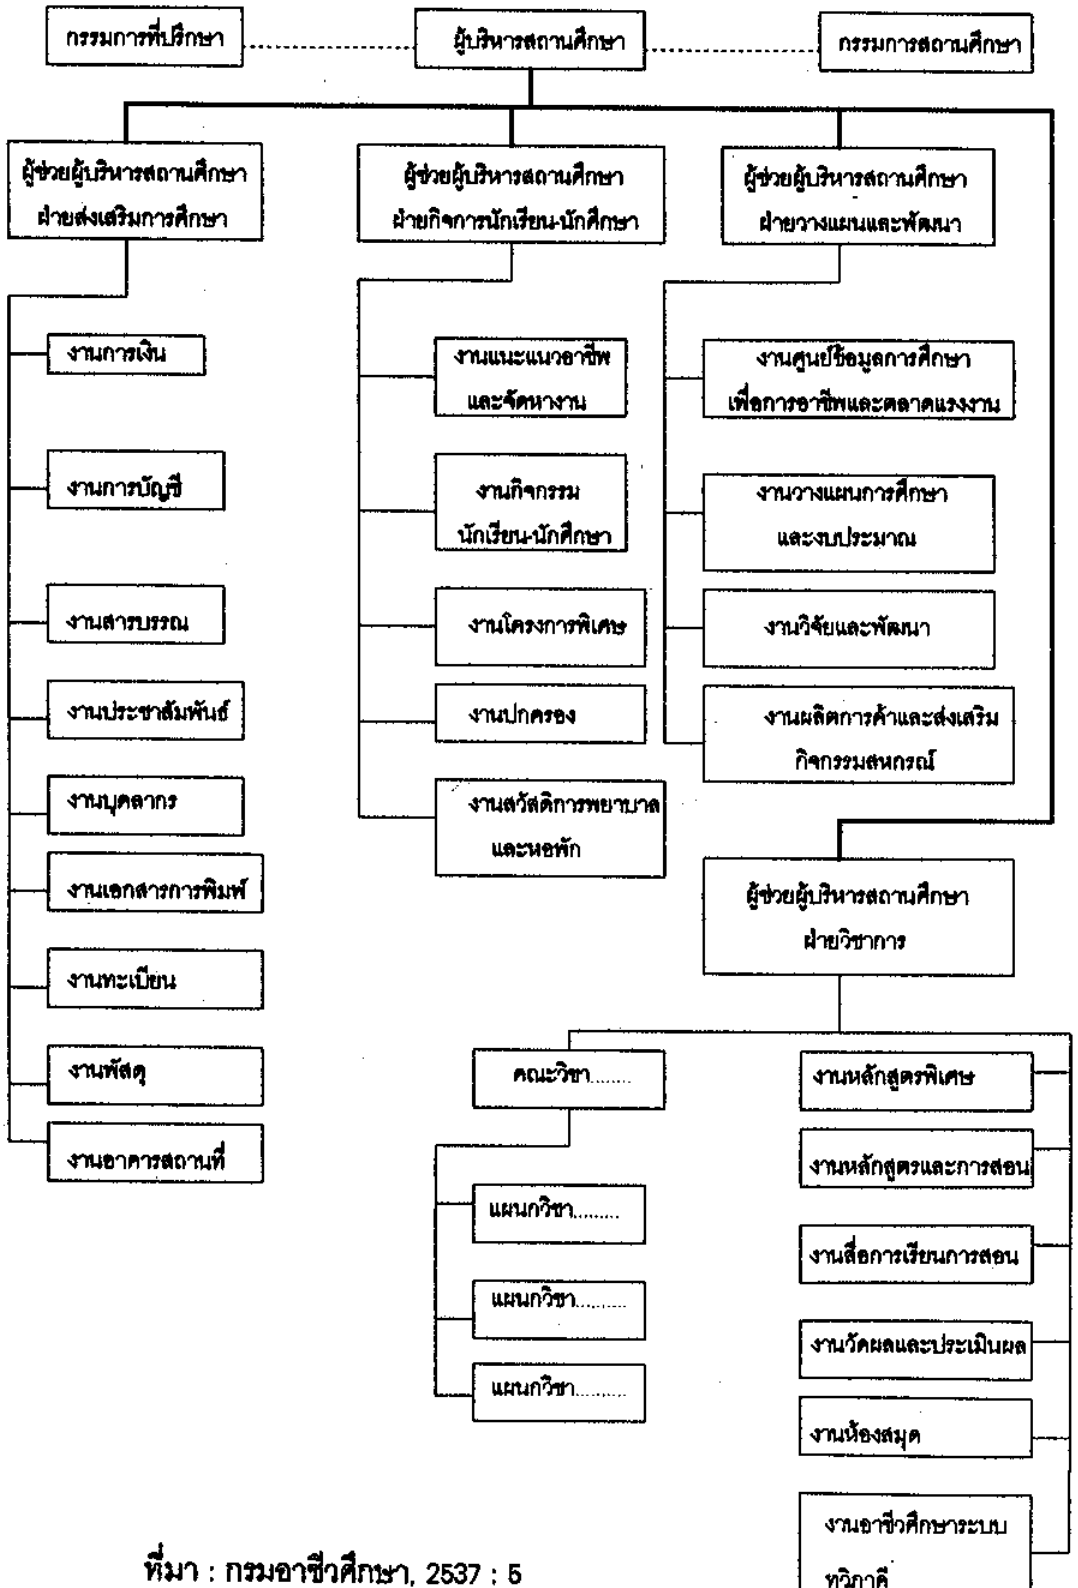 กรรมการที่ปรึกษา
ผู้บริหารสถานศึกษา
กรรมการสถานศึกษา
ผู้ช่วยผู้บริหารสถานศึกษา
ฝ่ายส่งเสริมการศึกษา
งานการเงิน
งานการบัญชี
งานสารบรรณ
งานประชาสัมพันธ์
งานบุคลากร
งานเอกสารการพิมพ์
งานทะเบียน
งานพัสดุ
งานอาคารสถานที่
ผู้ช่วยผู้บริหารสถานศึกษา
ฝ่ายกิจการนักเรียน-นักศึกษา
งานแนะแนวอาชีพ
และจัดหางาน
งานกิจกรรม
นักเรียน-นักศึกษา
งานโครงการพิเศษ
งานปกครอง
งานสวัสดิการพยาบาล
และหอพัก
ผู้ช่วยผู้บริหารสถานศึกษา
ฝ่ายวางแผนและพัฒนา
งานศูนย์ข้อมูลการศึกษา
เพื่อการอาชีพและตลาดแรงงาน
งานวางแผนการศึกษา
และงบประมาณ
งานวิจัยและพัฒนา
งานผลิตการค้าและส่งเสริม
กิจกรรมสหกรณ์
ผู้ช่วยผู้บริหารสถานศึกษา
ฝ่ายวิชาการ
คณะวิชา........
แผนกวิชา.........
แผนกวิชา..........
แผนกวิชา..........
งานหลักสูตรพิเศษ
งานหลักสูตรและการสอน
งานสื่อการเรียนการสอน
งานวัดผลและประเมินผล
งานห้องสมุด
งานอาชีวศึกษาระบบ
ทวิภาคี
ที่มา : กรมอาชีวศึกษา, 2537 : 5